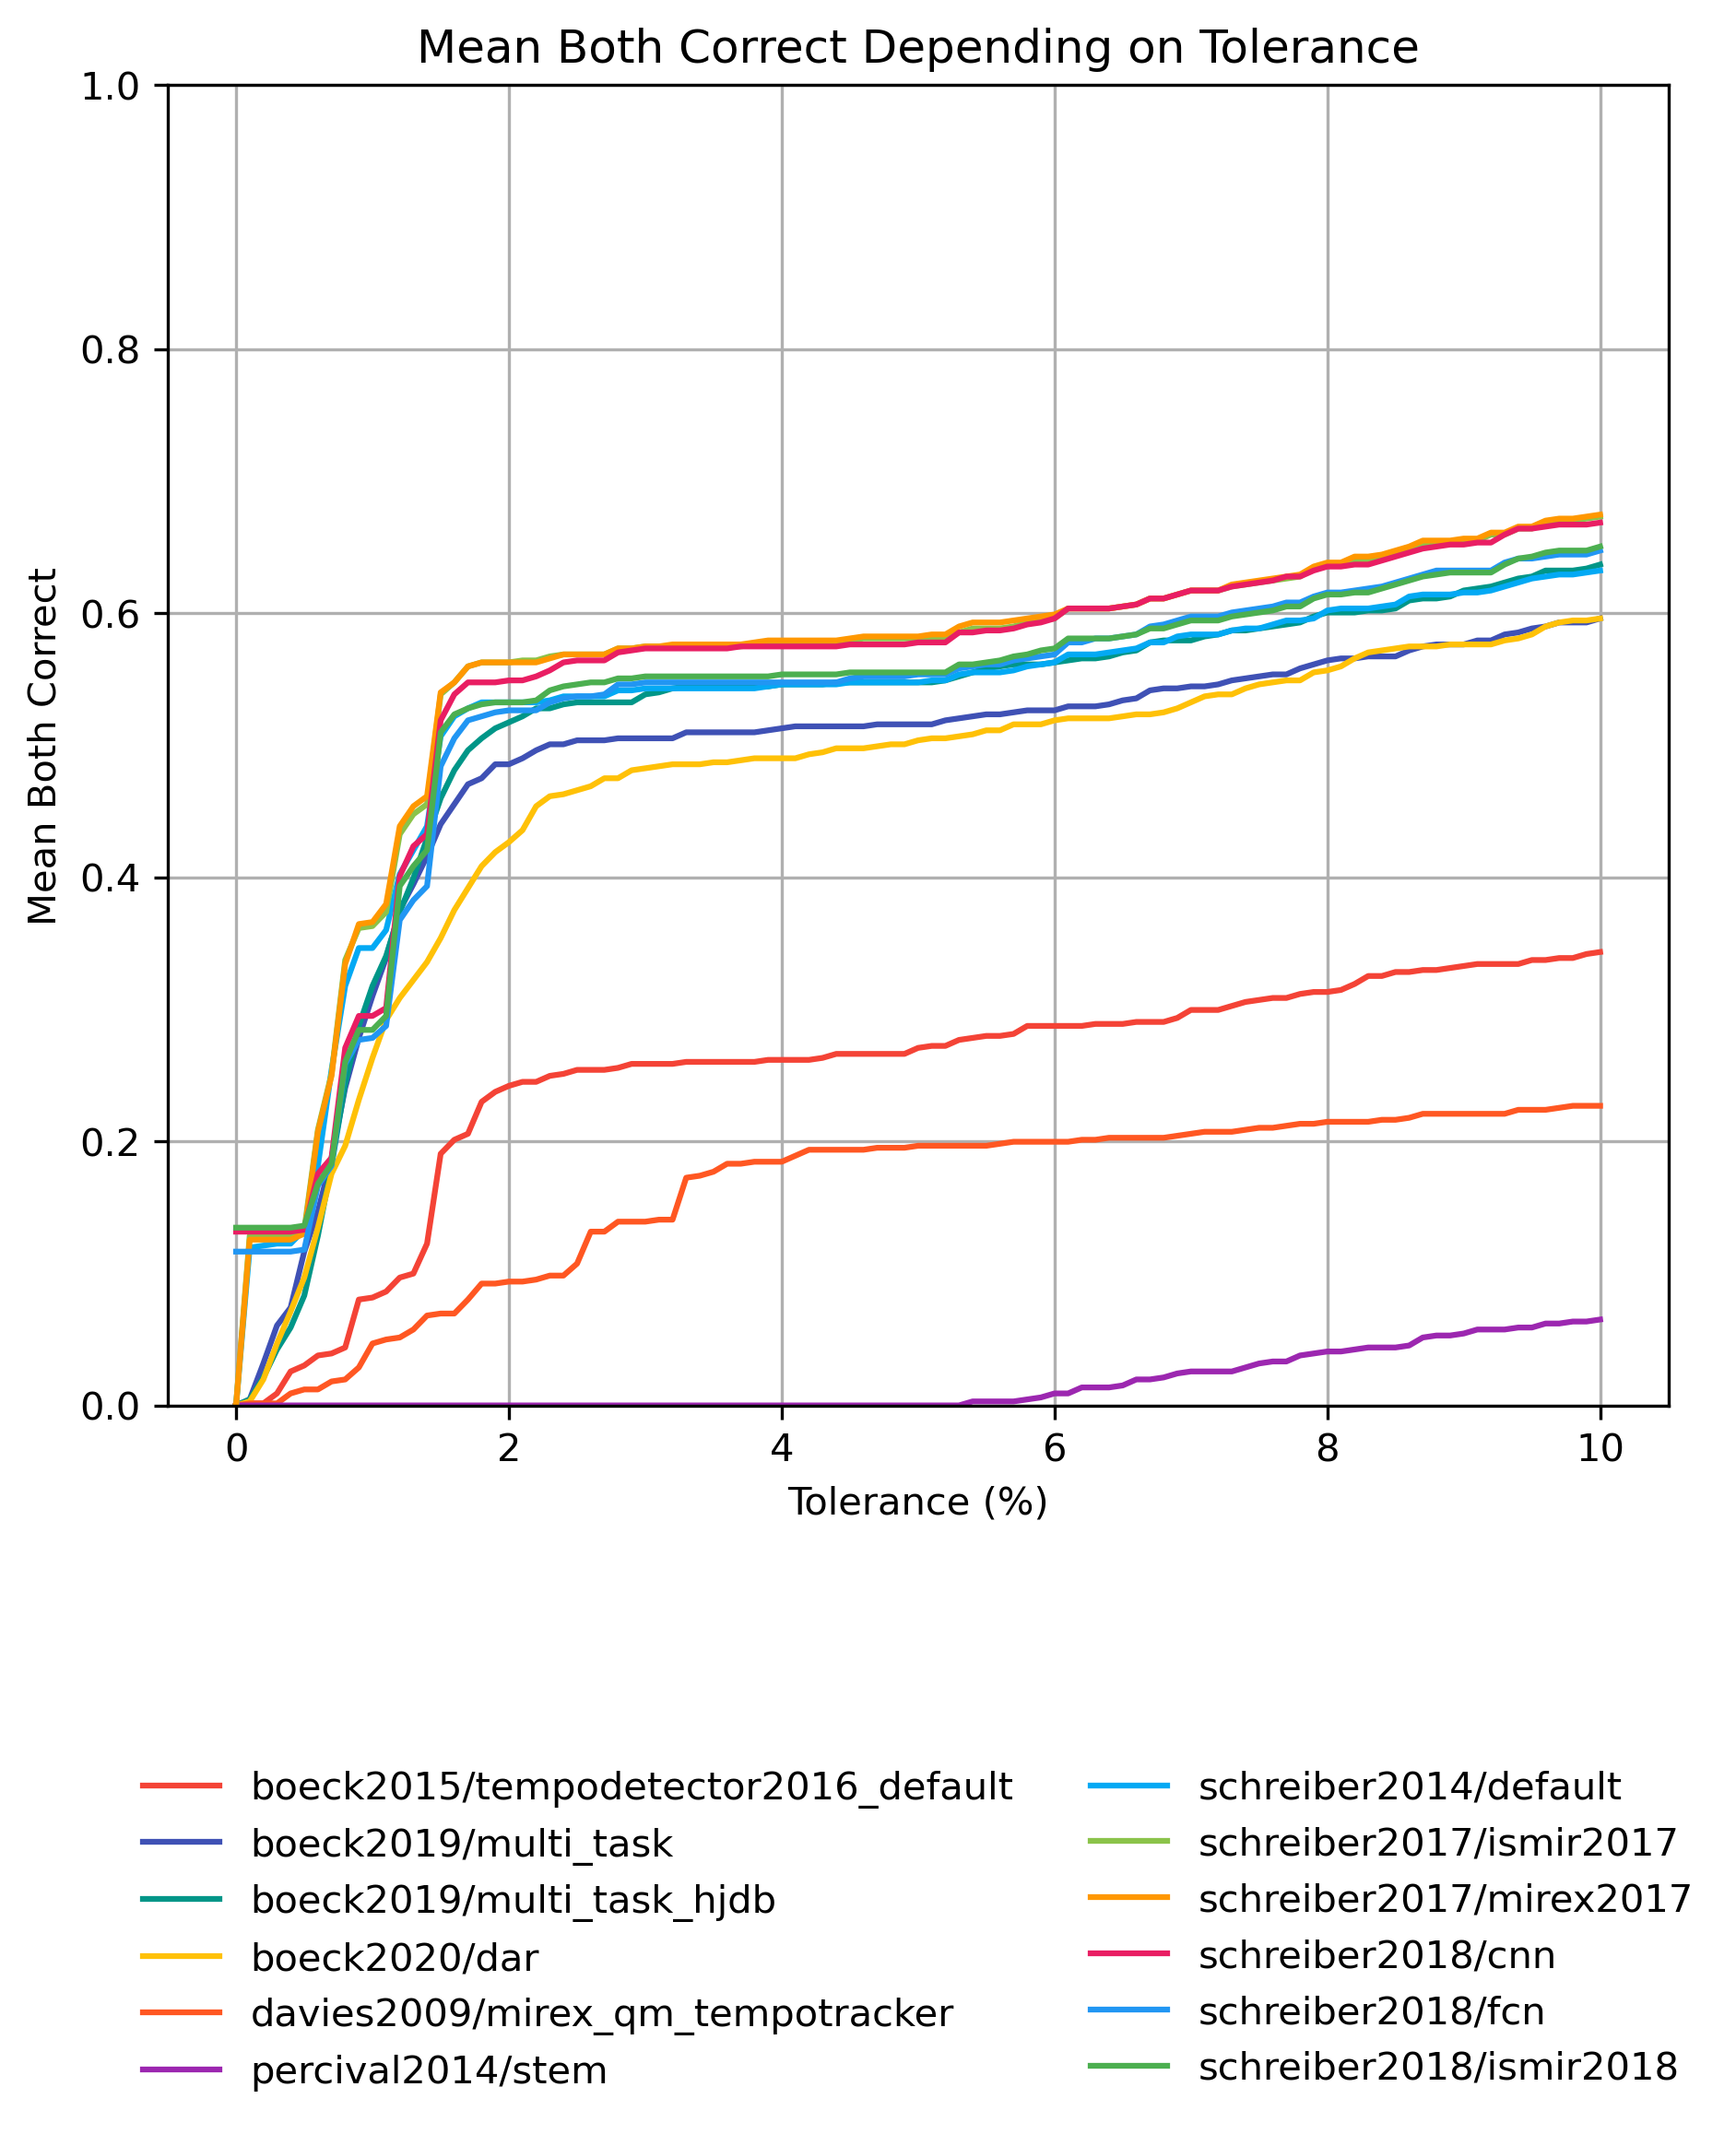 Mean Both Correct Depending on Tolerance
1.0
0.8
0.6
0.4
0.2
0.0
Mean Both Correct
0 2 4 6 8 10
Tolerance (%)
boeck2015/tempodetector2016_default
boeck2019/multi_task
boeck2019/multi_task_hjdb
boeck2020/dar
davies2009/mirex_qm_tempotracker
percival2014/stem
schreiber2014/default
schreiber2017/ismir2017
schreiber2017/mirex2017
schreiber2018/cnn
schreiber2018/fcn
schreiber2018/ismir2018